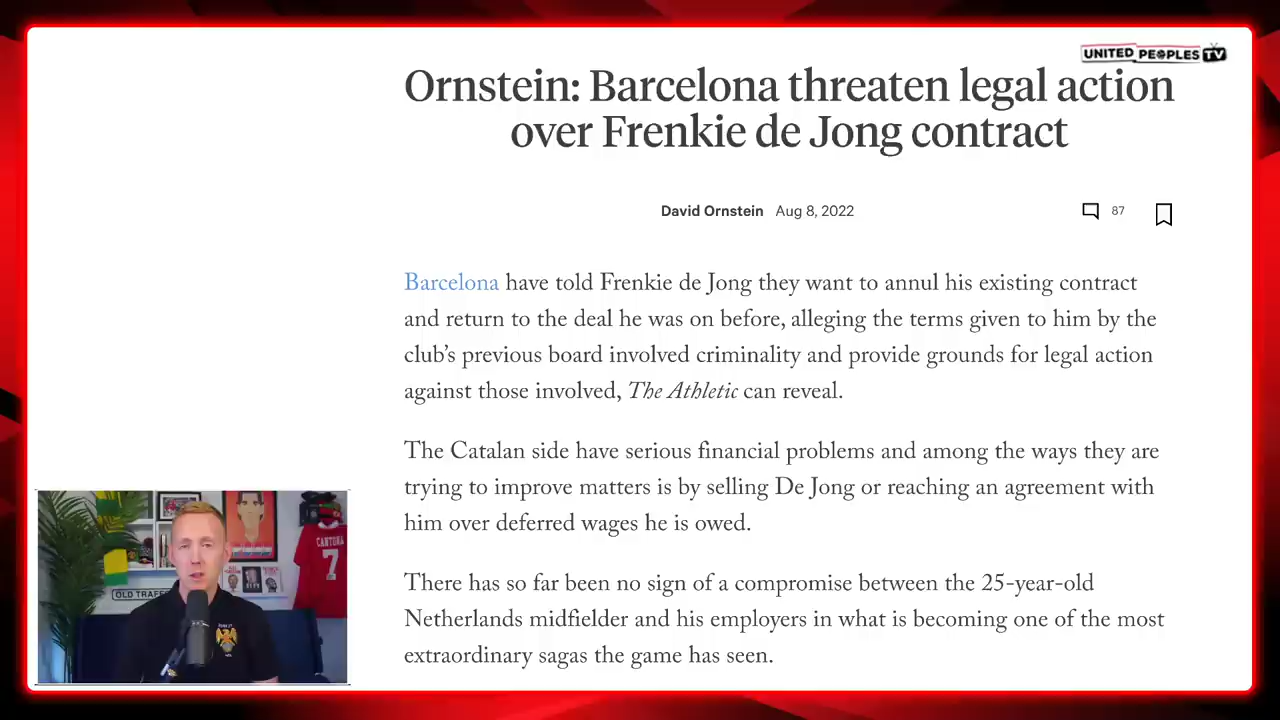 UNITED PEOPLES TV
Ornstein: Barcelona threaten legal action
over Frenkie de Jong contract
David Ornstein Aug 8, 2022 87
Barcelona have told Frenkie de Jong they want to annul his existing contract
and return to the deal he was on before, alleging the terms given to him by the
club’s previous board involved criminality and provide grounds for legal action
against those involved, The Athletic can reveal.
The Catalan side have serious financial problems and among the ways they are
trying to improve matters is by selling De Jong or reaching an agreement with
him over deferred wages he is owed.
There has so far been no sign of a compromise between the 25-year-old
Netherlands midfielder and his employers in what is becoming one of the most
extraordinary sagas the game has seen.
CANTONA
7
OLD TRAFF